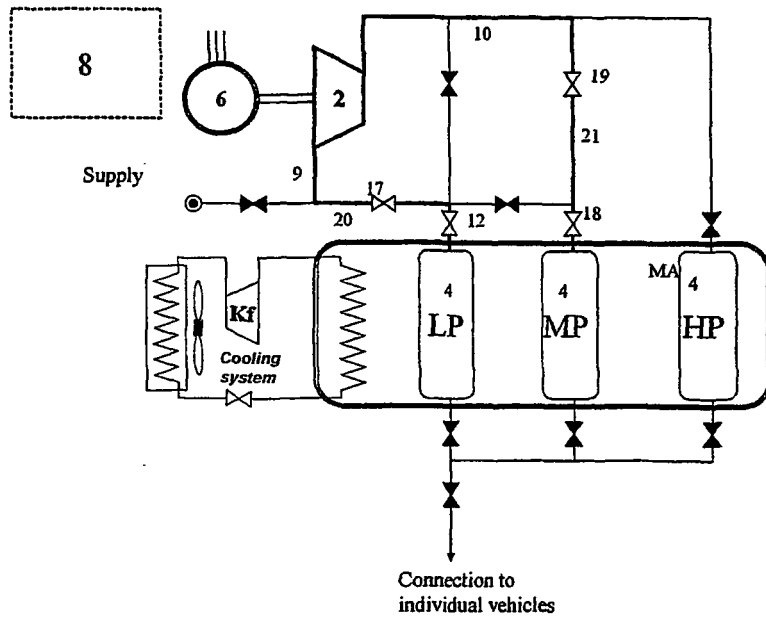 8
10
6
2
19
21
9
Supply
17
20
12
18
4
4
MA
4
LP
MP
HP
Kf
Cooling
system
Connection to
individual vehicles